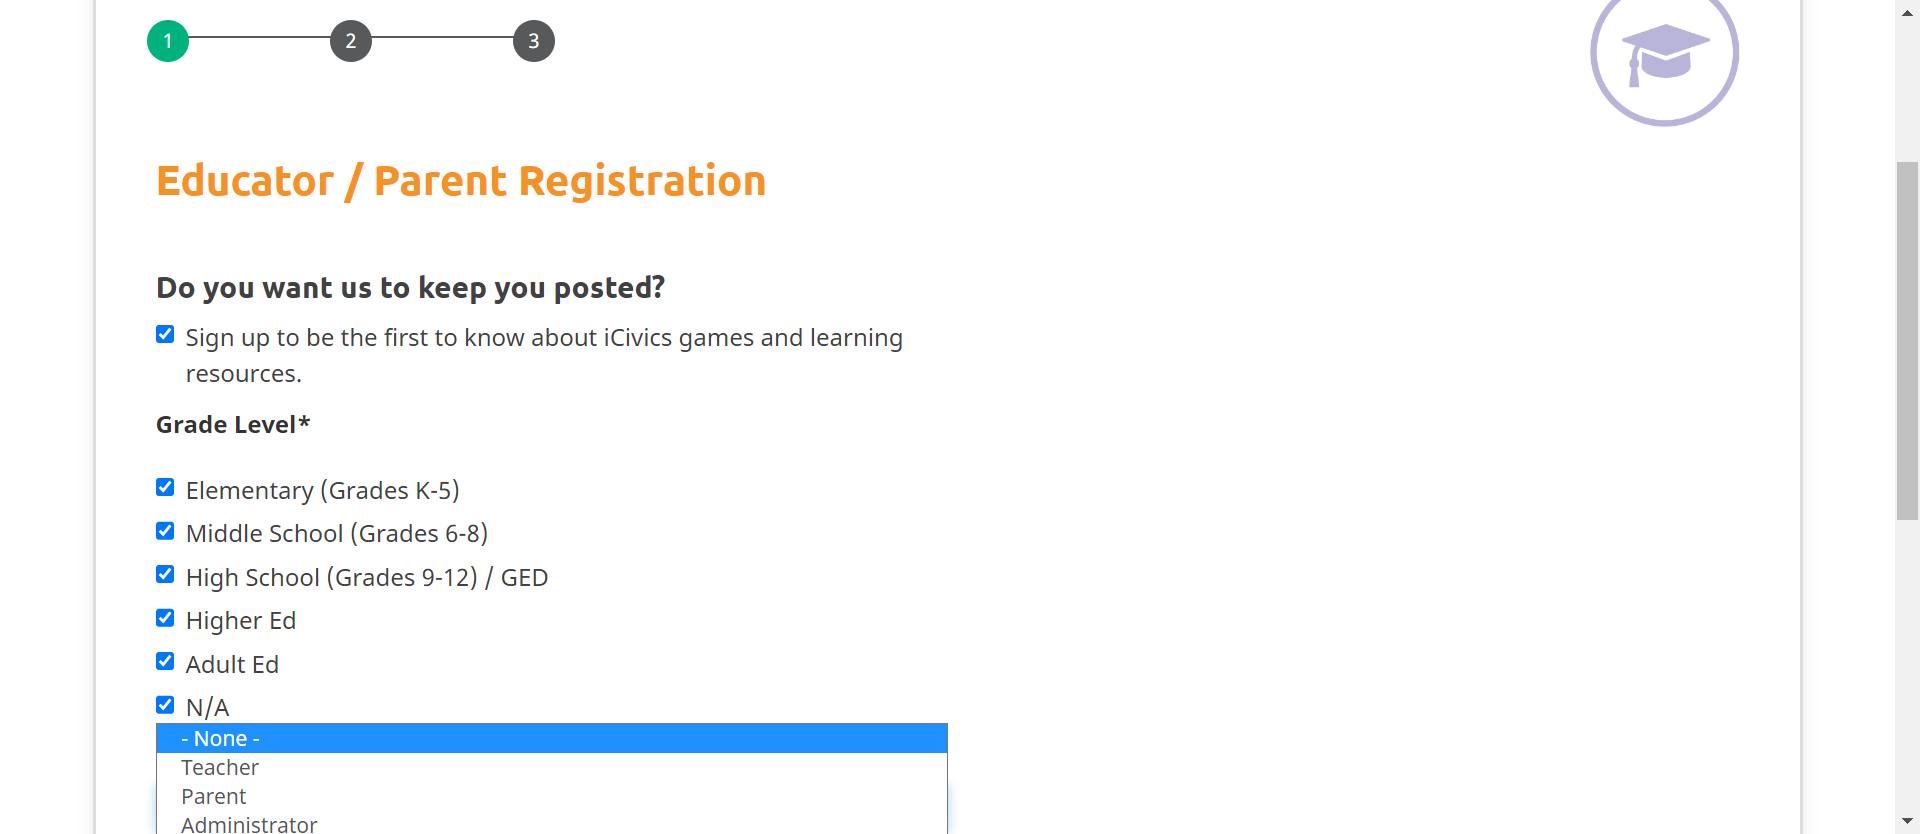 1 2 3
Educator / Parent Registration
Do you want us to keep you posted?
Sign up to be the first to know about iCivics games and learning
resources.
Grade Level*
Elementary (Grades K-5)
Middle School (Grades 6-8)
High School (Grades 9-12) / GED
Higher Ed
Adult Ed
N/A
- None -
Teacher
Parent
Administrator